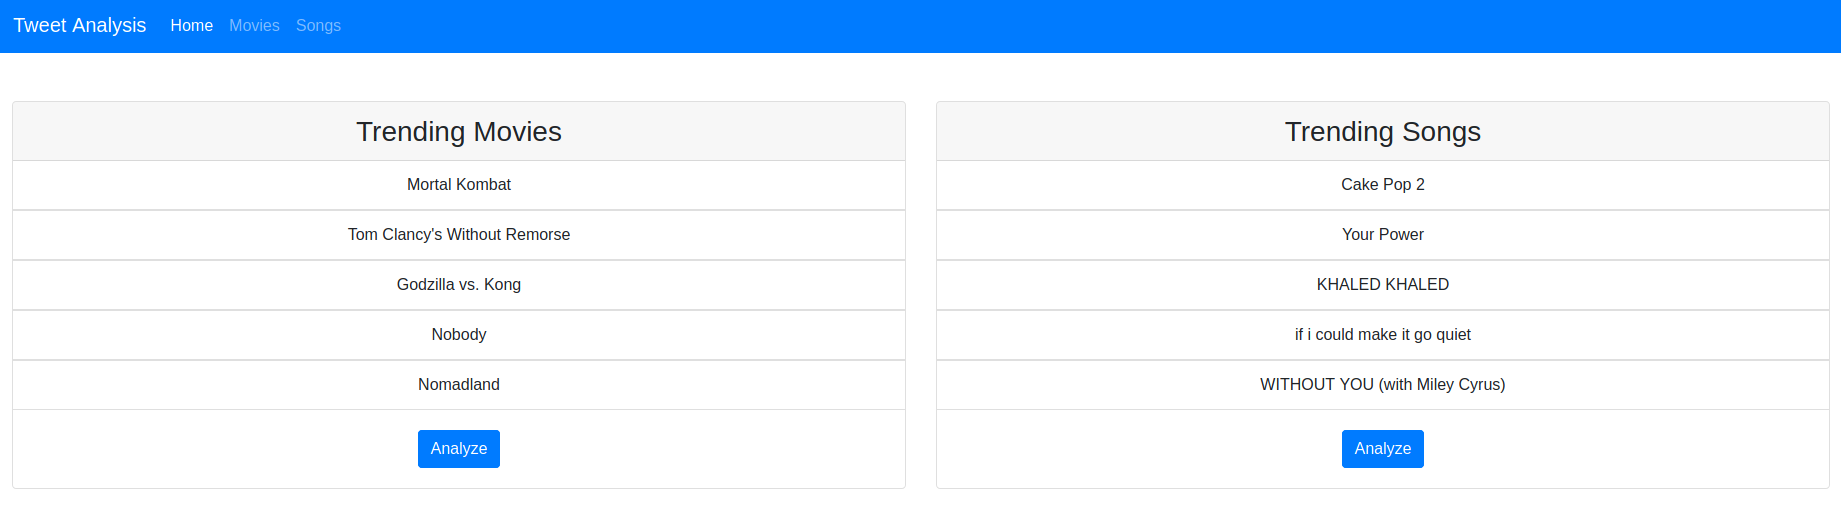 Tweet Analysis Home Movies Songs
Trending Movies
Mortal Kombat
Tom Clancy's Without Remorse
Godzilla vs. Kong
Nobody
Nomadland
Analyze
Trending Songs
Cake Pop 2
Your Power
KHALED KHALED
if i could make it go quiet
WITHOUT YOU (with Miley Cyrus)
Analyze